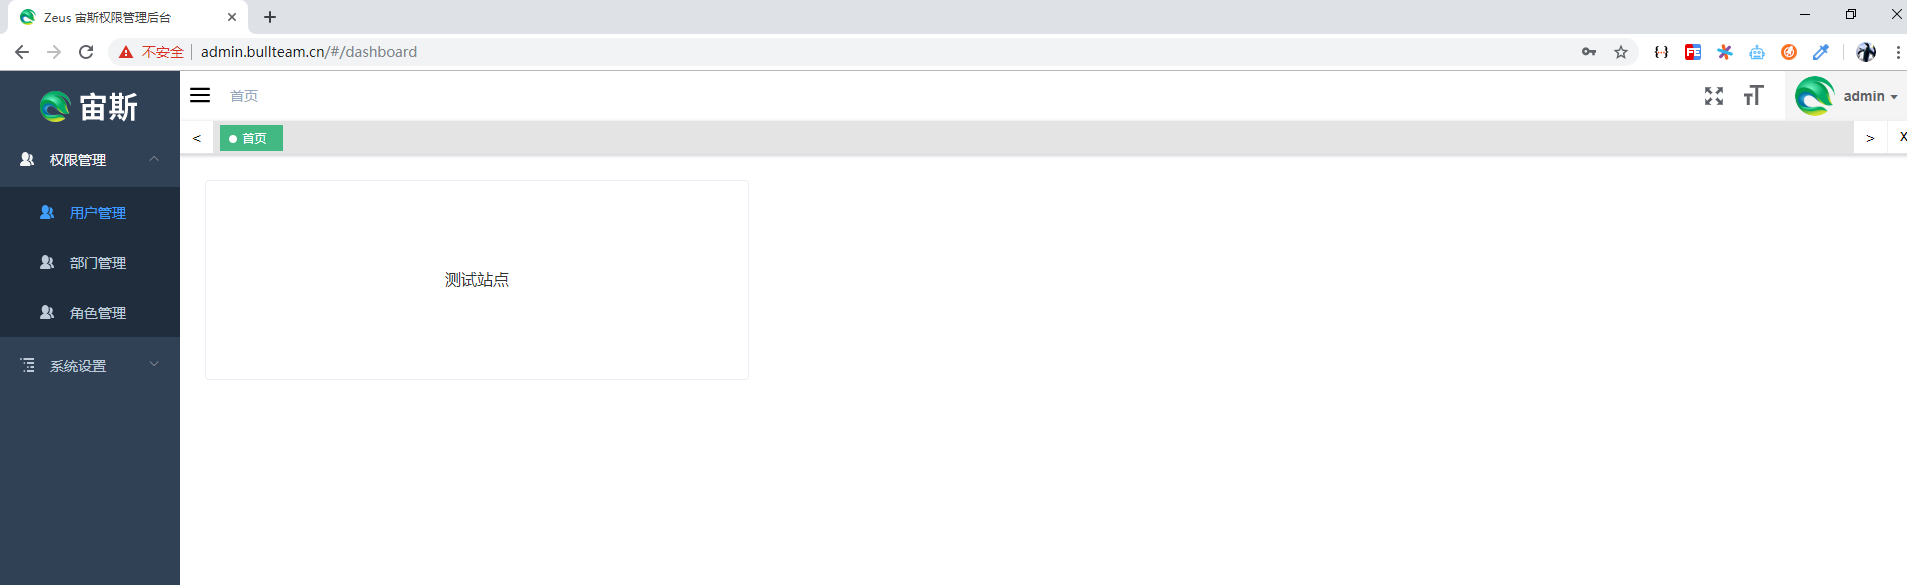 Zeus 宙斯权限管理后台
不安全 admin.bullteam.cn/#/dashboard
宙斯
首页
admin
<
首页
>
X
权限管理
用户管理
部门管理
角色管理
系统设置
测试站点